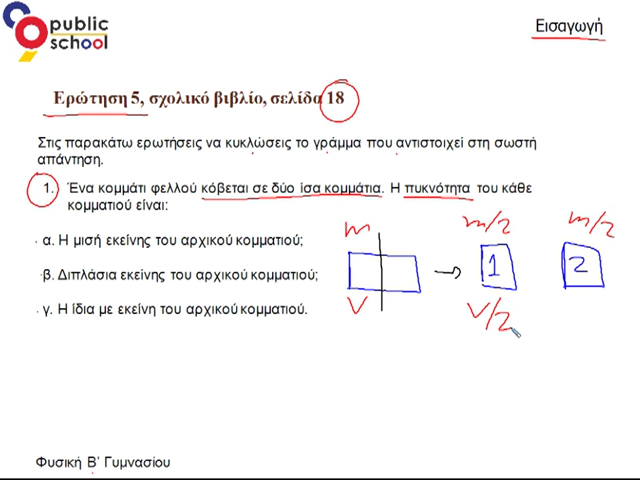 public
school
Εισαγωγή
Ερώτηση 5, σχολικό βιβλίο, σελίδα 18
Στις παρακάτω ερωτήσεις να κυκλώσεις το γράμμα που αντιστοιχεί στη σωστή
απάντηση.
1. Ένα κομμάτι φελλού κόβεται σε δύο ίσα κομμάτια. Η πυκνότητα του κάθε
κομματιού είναι:
m m/2 m/2
α. Η μισή εκείνης του αρχικού κομματιού;
1 2
β. Διπλάσια εκείνης του αρχικού κομματιού;
γ. Η ίδια με εκείνη του αρχικού κομματιού.
V V/2
Φυσική Β΄ Γυμνασίου